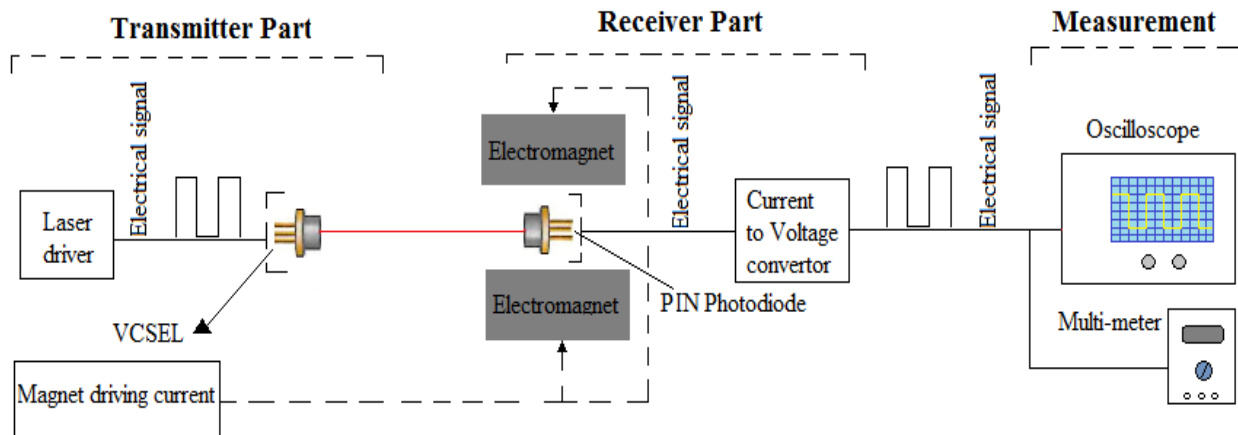 Transmitter Part
Receiver Part
Measurement
Electrical signal
Electrical signal
Electrical signal
Oscilloscope
Electromagnet
Laser
driver
Current
to Voltage
convertor
Electromagnet
PIN Photodiode
VCSEL
Multi-meter
Magnet driving current